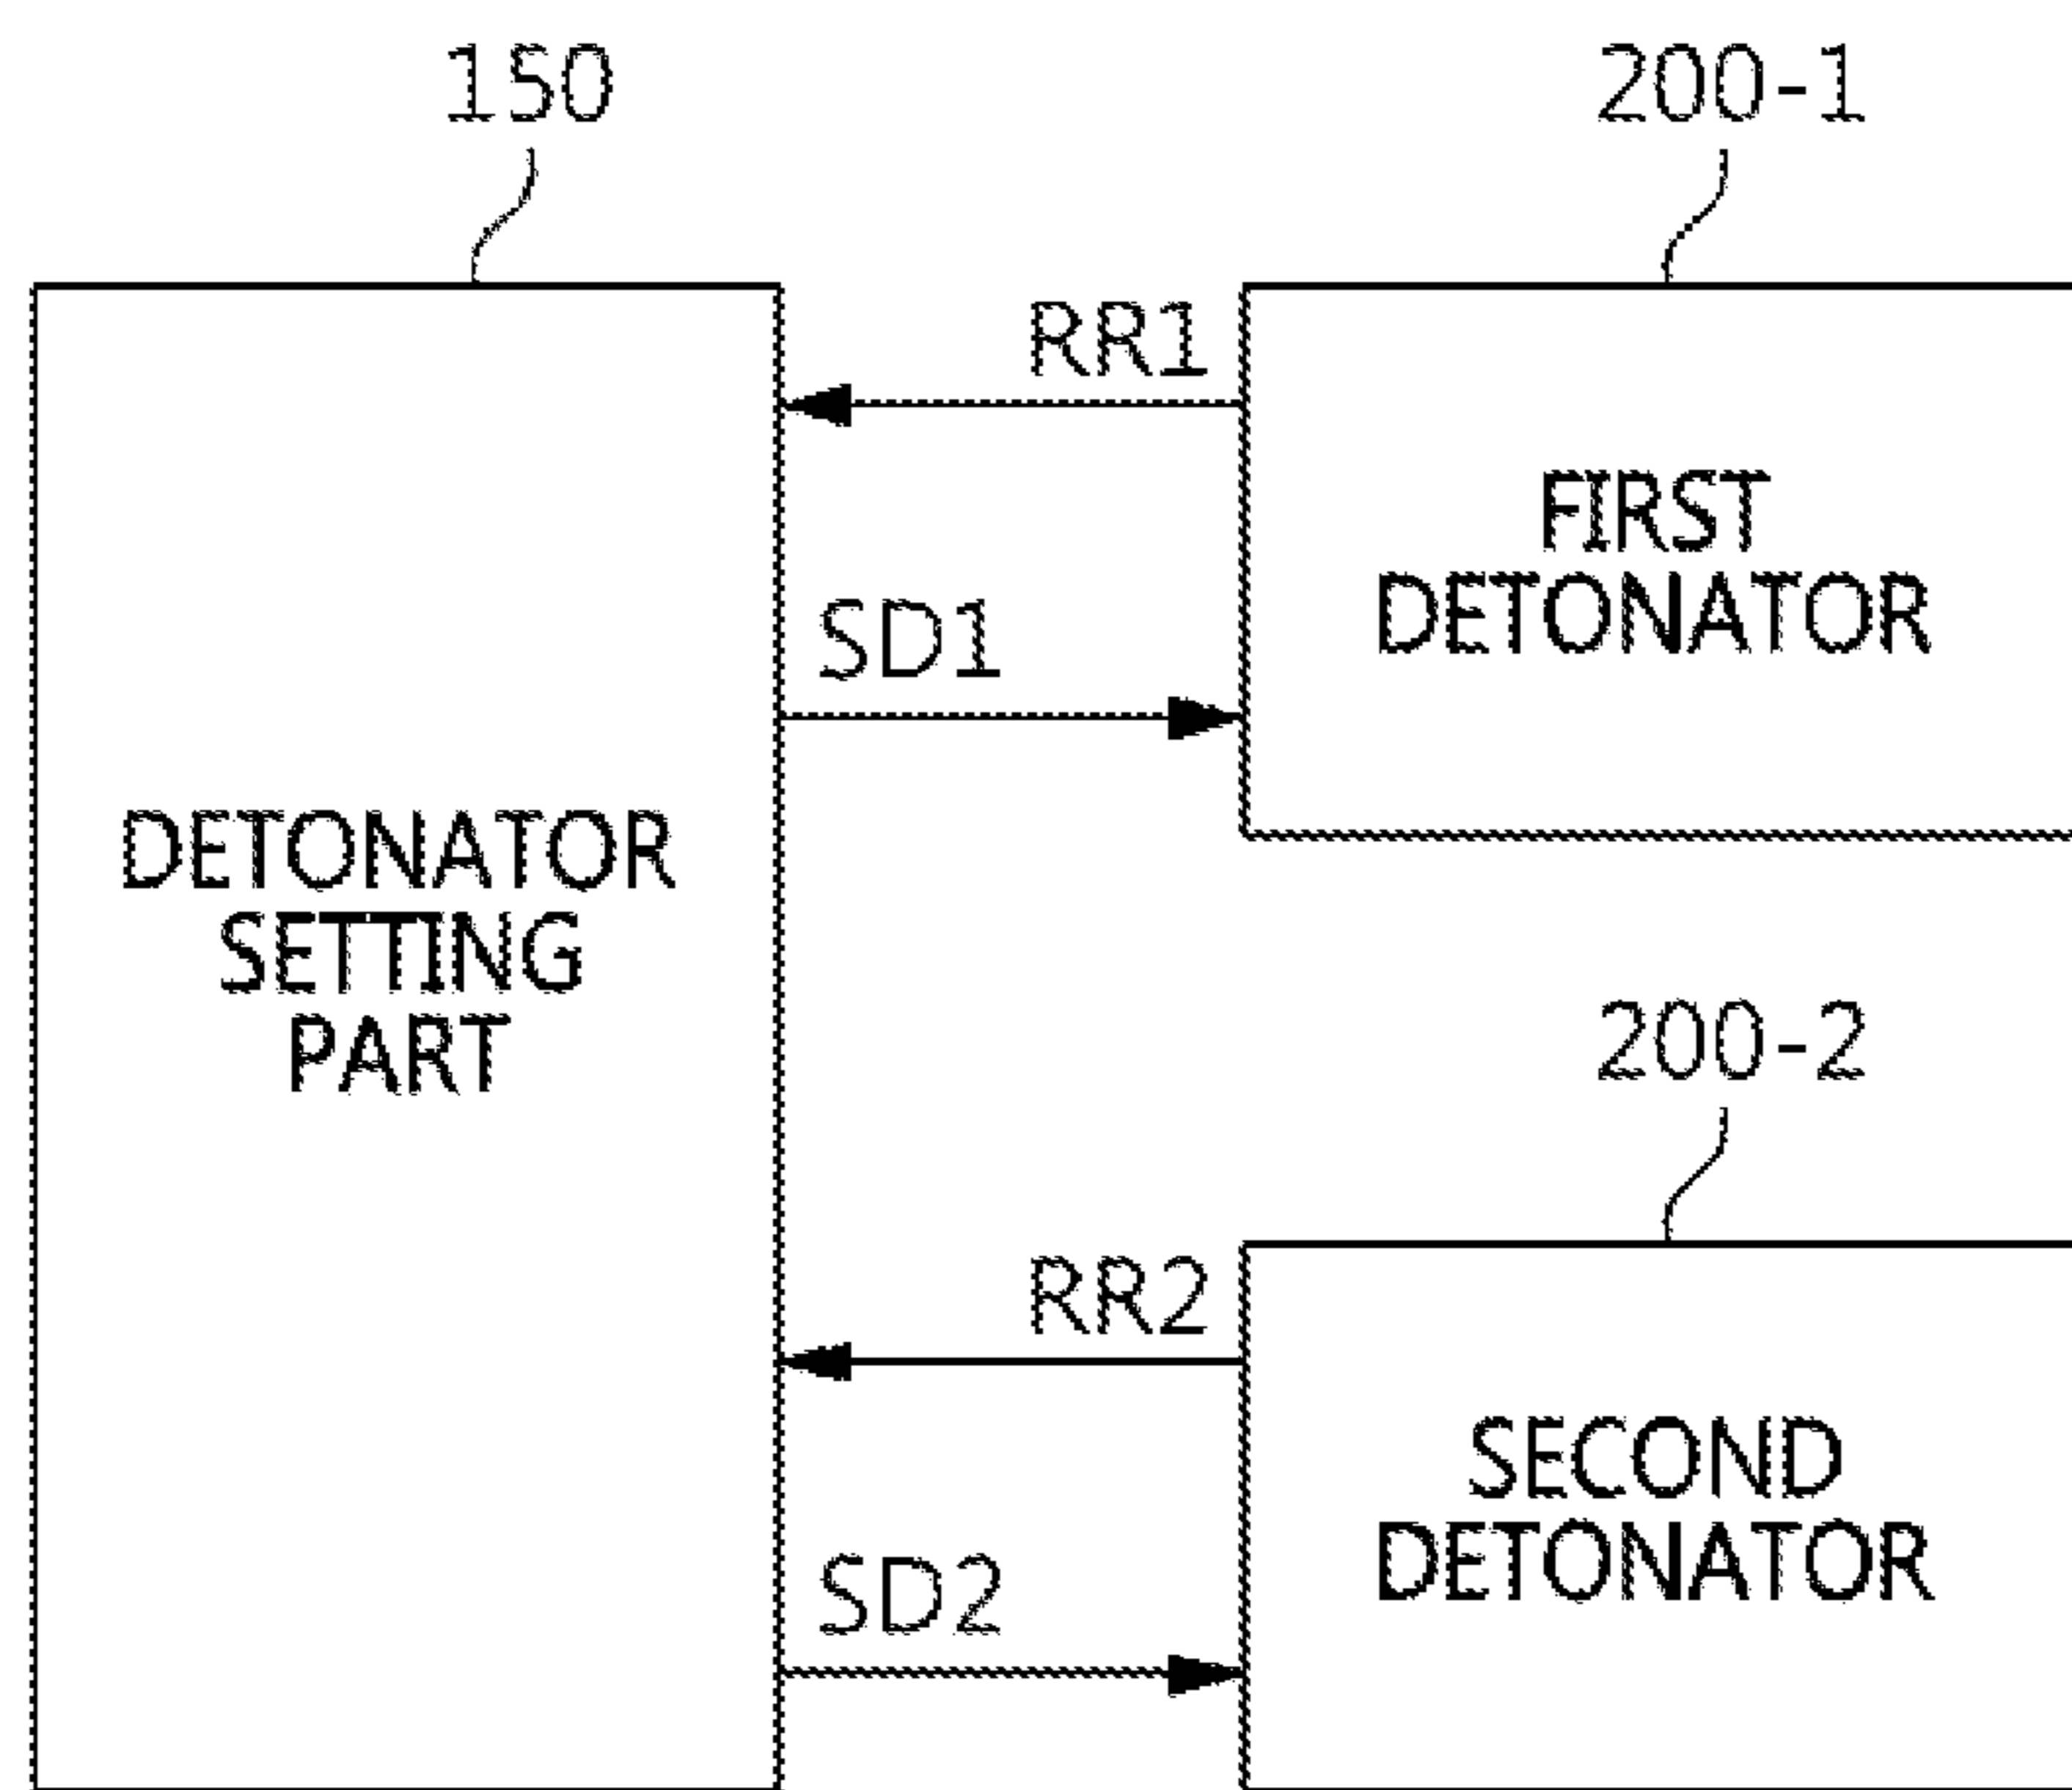 150
200-1
RR1
FIRST
DETONATOR
SD1
DETONATOR
SETTING
PART
200-2
RR2
SECOND
DETONATOR
SD2